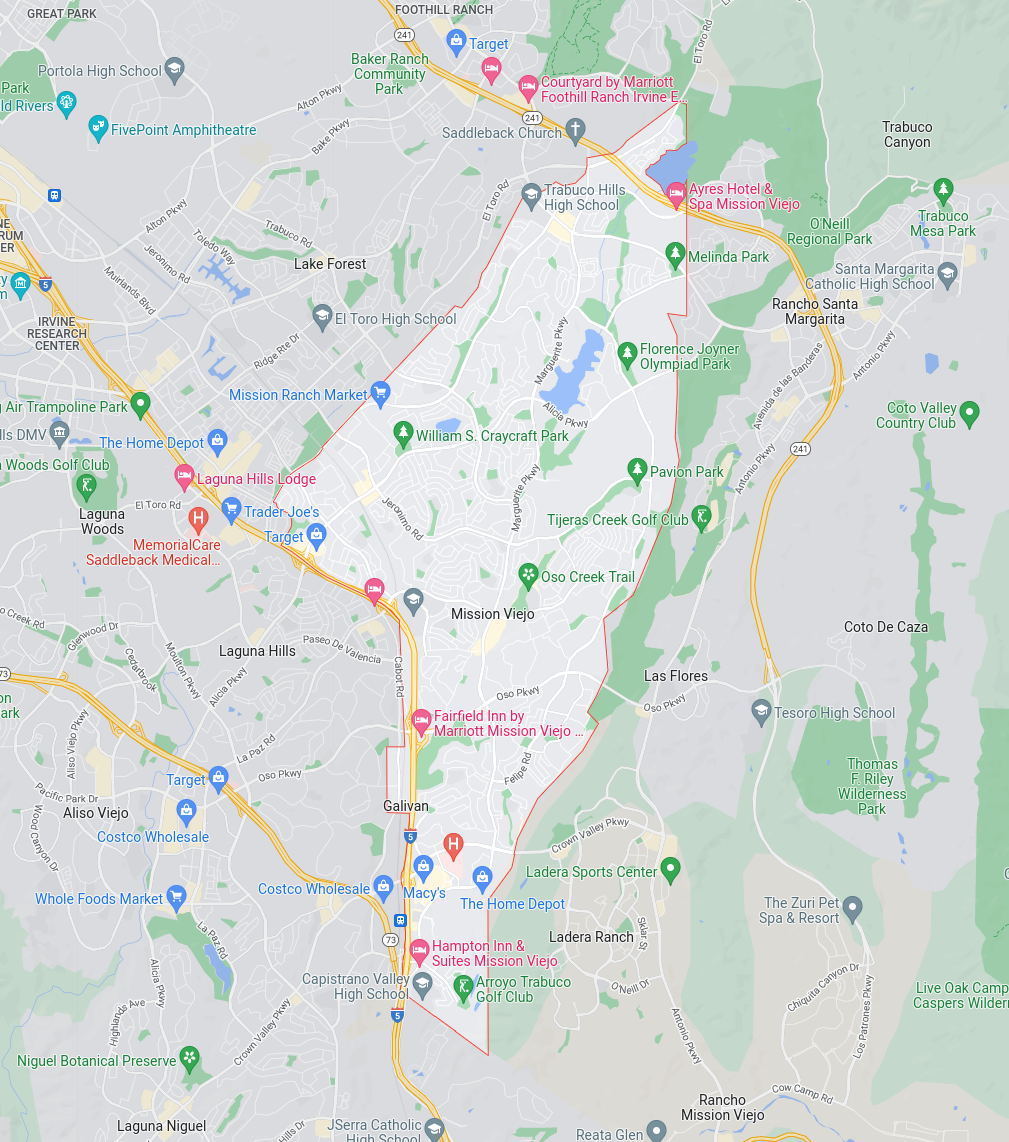 GREAT PARK
FOOTHILL RANCH
El Toro Rd
241
Target
Portola High School
Baker Ranch
Community
Park
Courtyard by Marriott
Foothill Ranch Irvine E...
Park
ld Rivers
Alton Pkwy
FivePoint Amphitheatre
Bake Pkwy
241
Saddleback Church
Trabuco
Canyon
Trabuco Hills
High School
Ayres Hotel &
Spa Mission Viejo
El Toro Rd
Alton Pkwy
Trabuco Rd
Toledo Way
Jeronimo Rd
Muirlands Blvd
O'Neill
Regional Park
Trabuco
Mesa Park
Melinda Park
Lake Forest
Santa Margarita
Catholic High School
5
Rancho Santa
Margarita
IRVINE
RESEARCH
CENTER
El Toro High School
Ridge Rte Dr
Marguerite Pkwy
Florence Joyner
Olympiad Park
Avenida de las Banderas
Antonio Pkwy
Mission Ranch Market
Air Trampoline Park
Alicia Pkwy
Coto Valley
Country Club
lls DMV
The Home Depot
William S. Craycraft Park
241
Woods Golf Club
Pavion Park
Antonio Pkwy
Laguna Hills Lodge
Marguerite Pkwy
El Toro Rd
Laguna
Woods
Trader Joe's
Jeronimo Rd
Tijeras Creek Golf Club
Target
MemorialCare
Saddleback Medical...
Oso Creek Trail
Mission Viejo
o Creek Rd
Glenwood Dr
Coto De Caza
Laguna Hills
Paseo De Valencia
Moulton Pkwy
Cedarbrook
Alicia Pkwy
Cabot Rd
73
Las Flores
Oso Pkwy
Oso Pkwy
on
ark
Fairfield Inn by
Marriott Mission Viejo ...
Tesoro High School
Aliso Viejo Pkwy
La Paz Rd
Oso Pkwy
Felipe Rd
Target
Thomas
F. Riley
Wilderness
Park
Pacific Park Dr
Aliso Viejo
Galivan
Costco Wholesale
Wood Canyon Dr
5
Crown Valley Pkwy
Ladera Sports Center
Costco Wholesale
Macy's
Whole Foods Market
The Home Depot
The Zuri Pet
Spa & Resort
La Paz Rd
73
Sklar St
Ladera Ranch
Hampton Inn &
Suites Mission Viejo
Alicia Pkwy
Capistrano Valley
High School
Arroyo Trabuco
Golf Club
O'Neill Dr
Chiquita Canyon Dr
Live Oak Camp
Caspers Wildern
Highlands Ave
5
Crown Valley Pkwy
Antonio Pkwy
Los Patrones Pkwy
Niguel Botanical Preserve
Cow Camp Rd
Rancho
Mission Viejo
Laguna Niguel
JSerra Catholic
High School
Hills Dr
Reata Glen